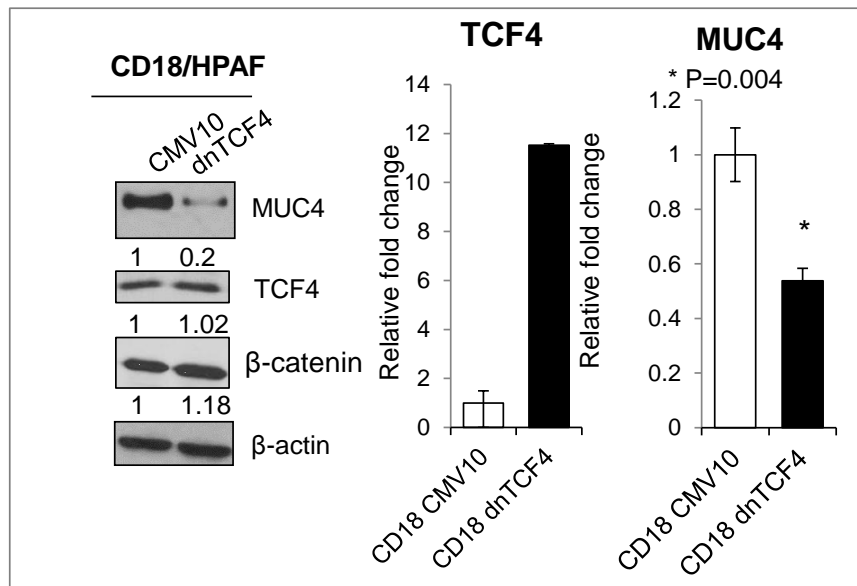 CD18/HPAF
CMV10
dnTCF4
MUC4
1 0.2
TCF4
1 1.02
β-catenin
1 1.18
β-actin
TCF4
Relative fold change
14
12
10
8
6
4
2
0
CD18 CMV10
CD18 dnTCF4
MUC4
* P=0.004
Relative fold change
1.2
1
0.8
0.6
0.4
0.2
0
*
CD18 CMV10
CD18 dnTCF4